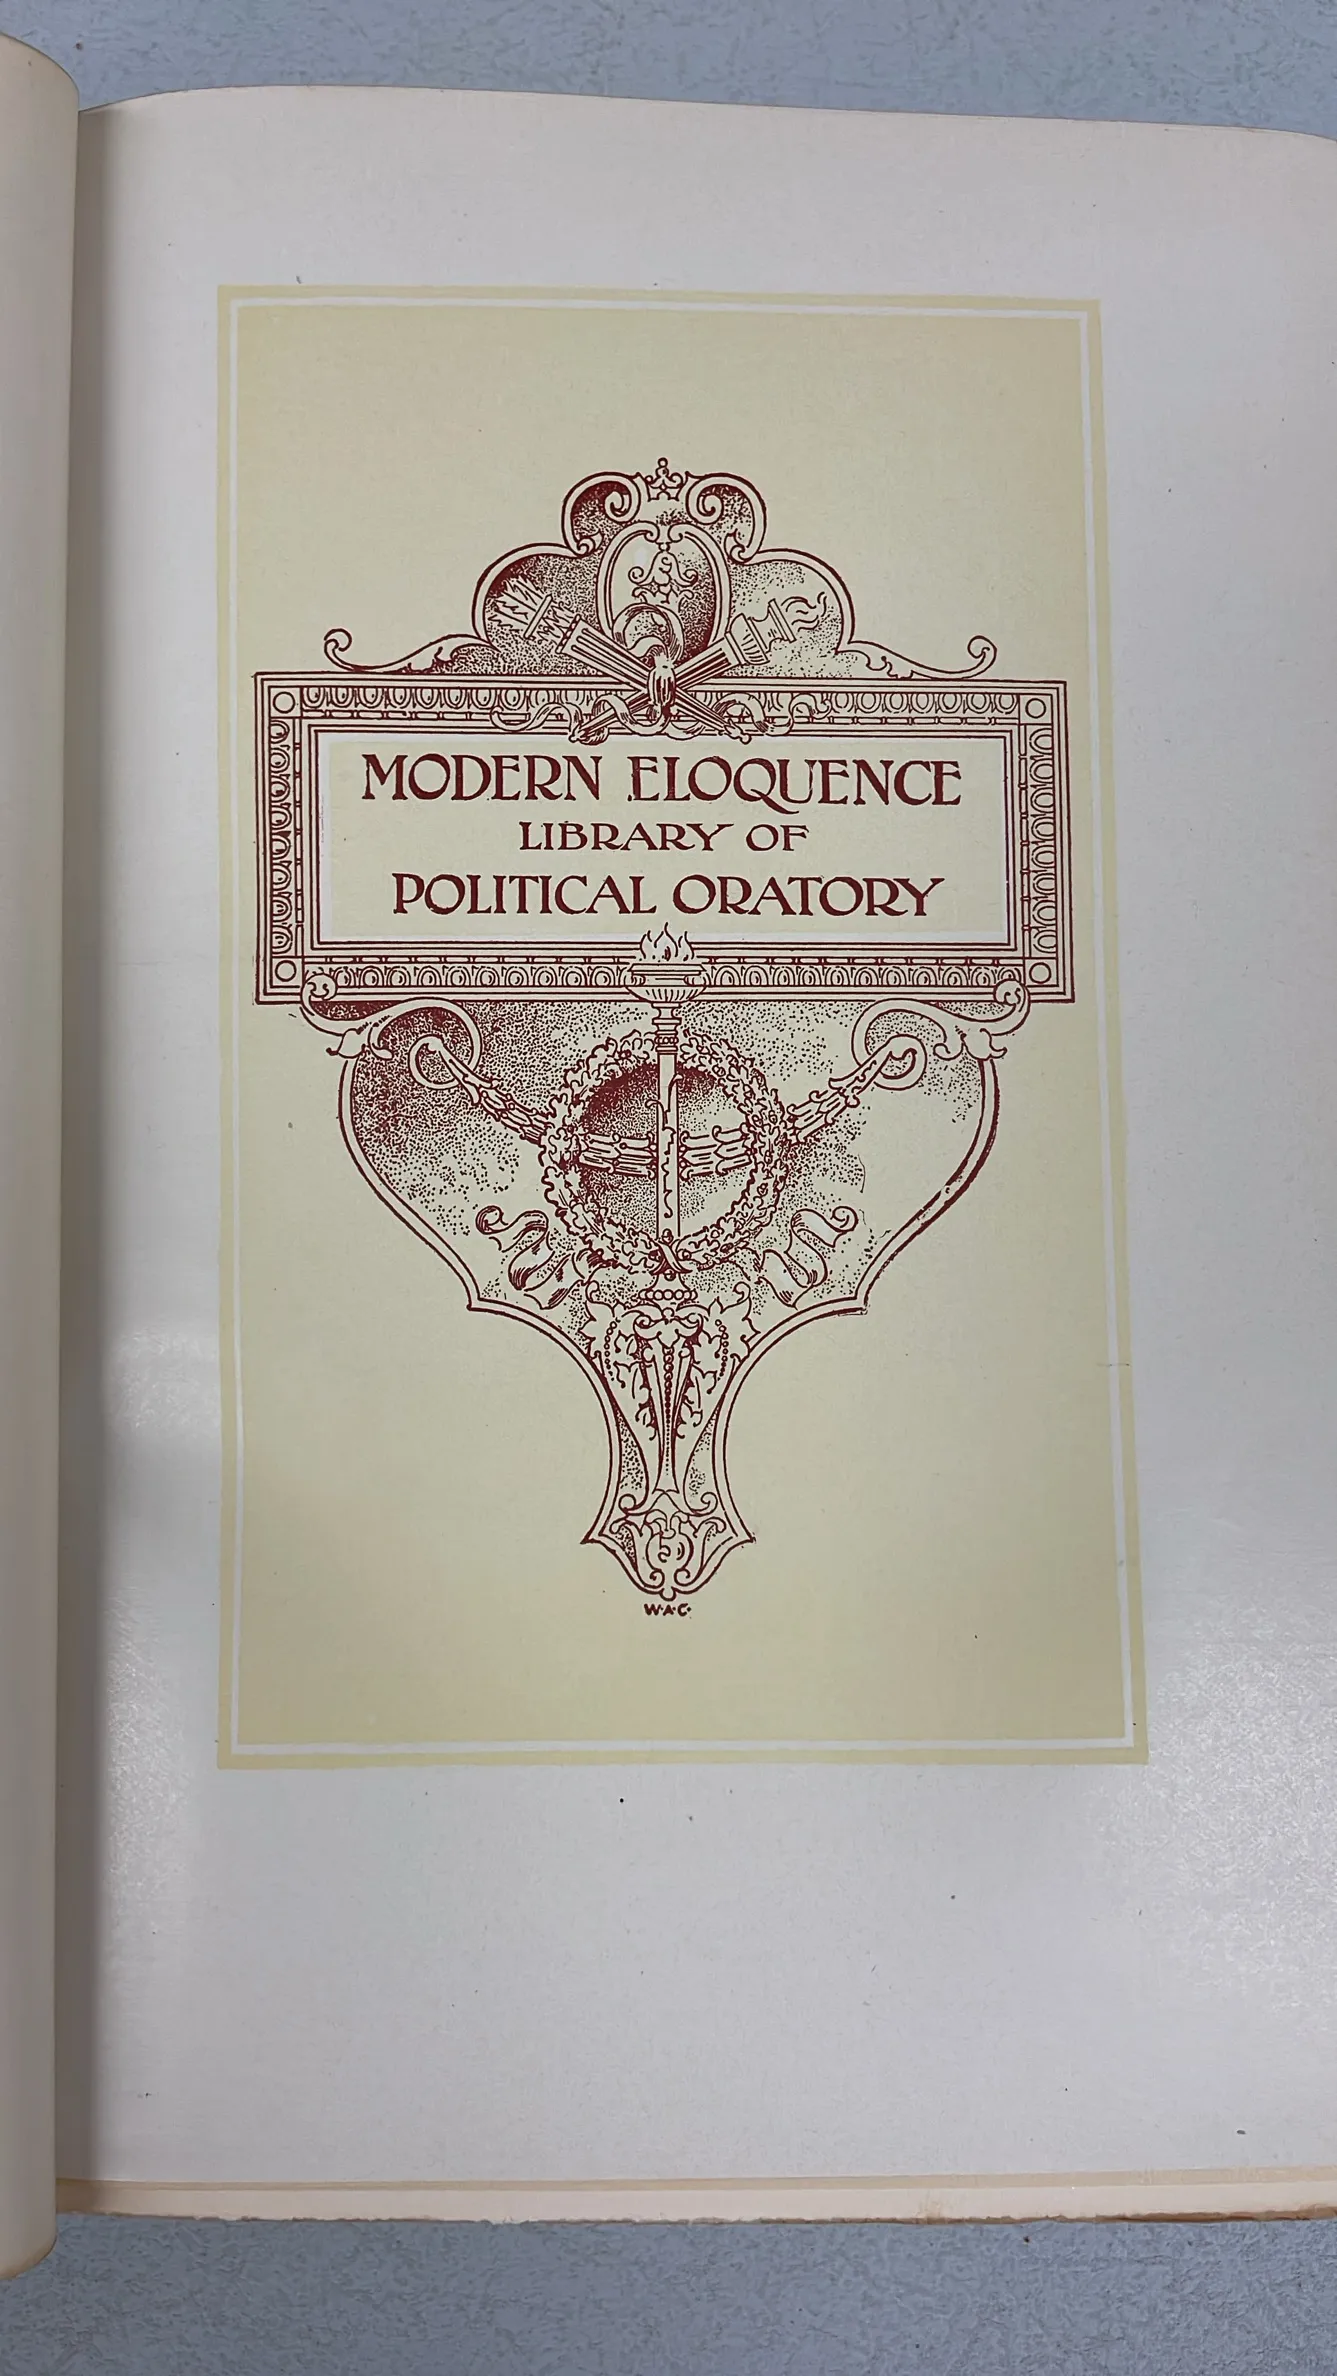 MODERN ELOQUENCE
LIBRARY OF
POLITICAL ORATORY
W·A·C·